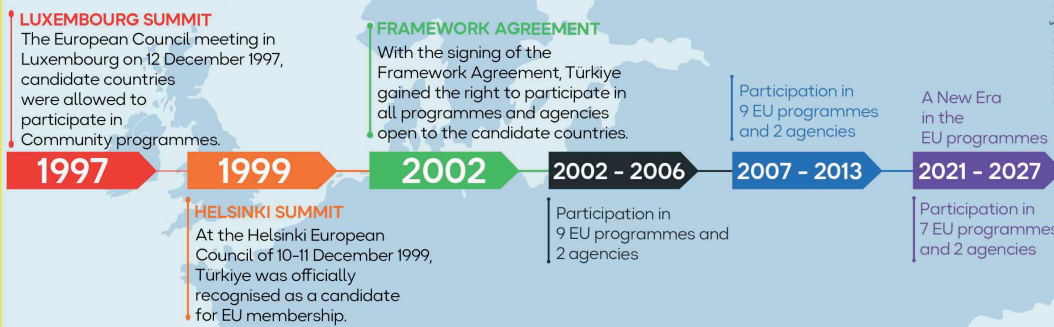 LUXEMBOURG SUMMIT
The European Council meeting in
Luxembourg on 12 December 1997,
candidate countries
were allowed to
participate in
Community programmes.
1997
1999
HELSINKI SUMMIT
At the Helsinki European
Council of 10-11 December 1999,
Türkiye was officially
recognised as a candidate
for EU membership.
FRAMEWORK AGREEMENT
With the signing of the
Framework Agreement, Türkiye
gained the right to participate in
all programmes and agencies
open to the candidate countries.
2002
2002 - 2006
Participation in
9 EU programmes and
2 agencies
Participation in
9 EU programmes
and 2 agencies
2007 - 2013
A New Era
in the
EU programmes
2021 - 2027
Participation in
7 EU programmes
and 2 agencies